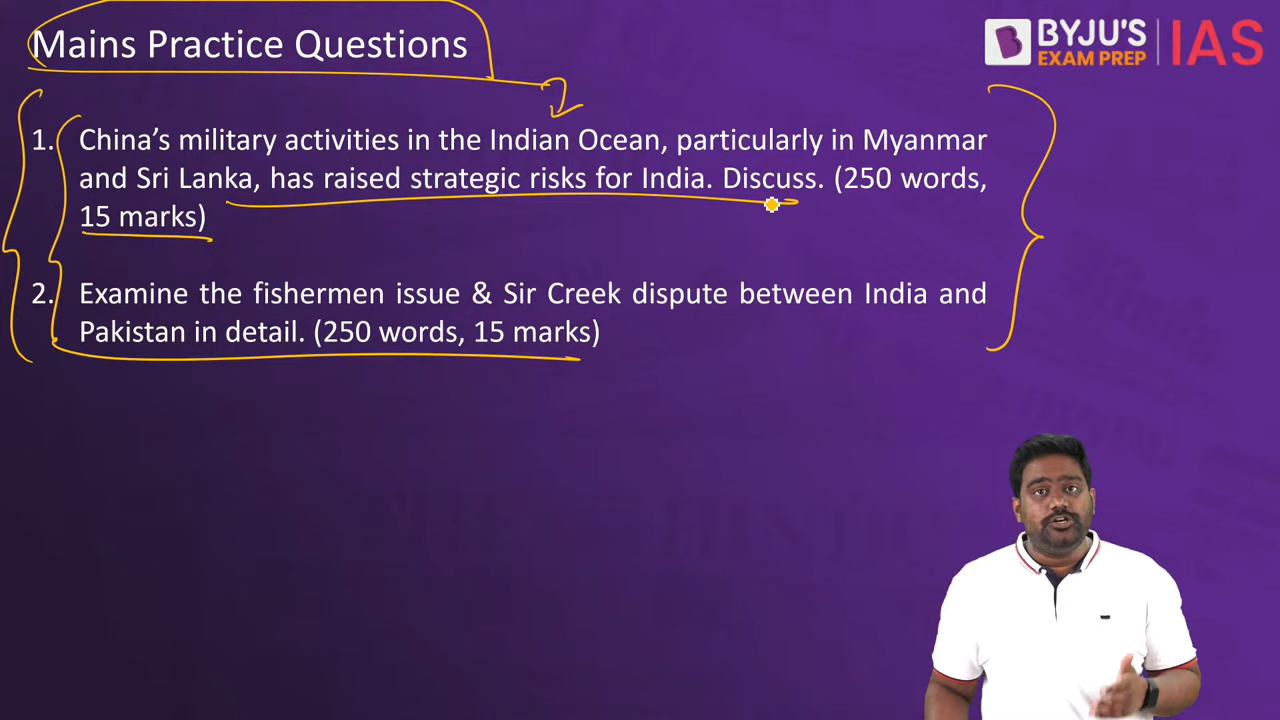 Mains Practice Questions
BYJU'S
EXAM PREP
IAS
1. China's military activities in the Indian Ocean, particularly in Myanmar
and Sri Lanka, has raised strategic risks for India. Discuss. (250 words,
15 marks)
2. Examine the fishermen issue & Sir Creek dispute between India and
Pakistan in detail. (250 words, 15 marks)